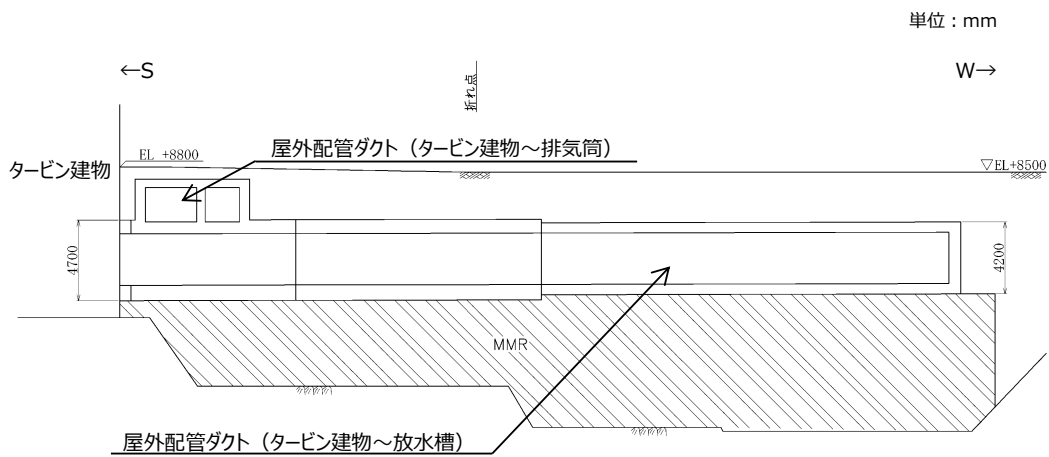 単位：mm
←S
W→
折れ点
EL +8800
屋外配管ダクト（タービン建物～排気筒）
タービン建物
▽EL+8500
4700
4200
MMR
屋外配管ダクト（タービン建物～放水槽）